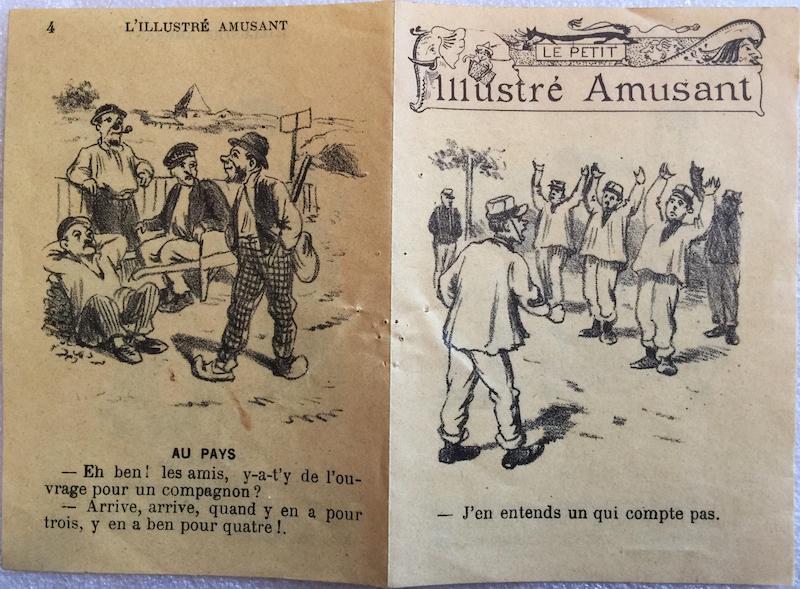 4 L'ILLUSTRÉ AMUSANT
AU PAYS
— Eh ben! les amis, y-a-t'y de l'ou-
vrage pour un compagnon?
— Arrive, arrive, quand y en a pour
trois, y en a ben pour quatre!.
LE PETIT
Illustré Amusant
— J'en entends un qui compte pas.